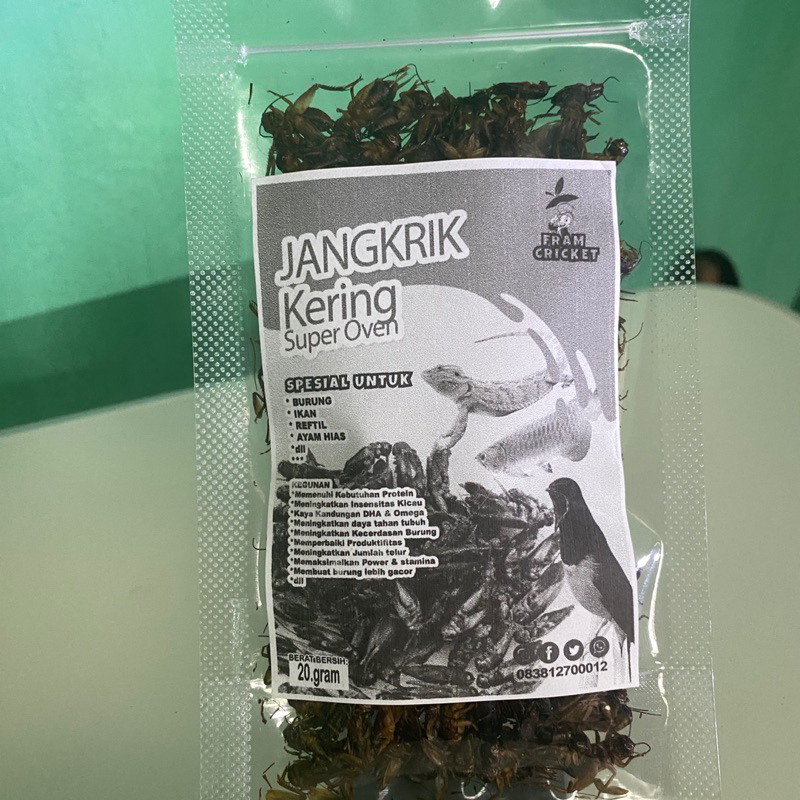 FRAM
CRICKET
JANGKRIK
Kering
Super Oven
SPESIAL UNTUK
* BURUNG
* IKAN
* REFTIL
* AYAM HIAS
*dll
***
KEGUNAN
*Memenuhi Kebutuhan Protein
*Meningkatkan Insensitas Kicau
*Kaya Kandungan DHA & Omega
*Meningkatkan daya tahan tubuh
*Meningkatkan Kecerdasan Burung
*Memperbaiki Produktifitas
*Meningkatkan Jumlah telur
*Memaksimalkan Power & stamina
*Membuat burung lebih gacor
*dll
BERAT BERSIH:
20.gram
083812700012